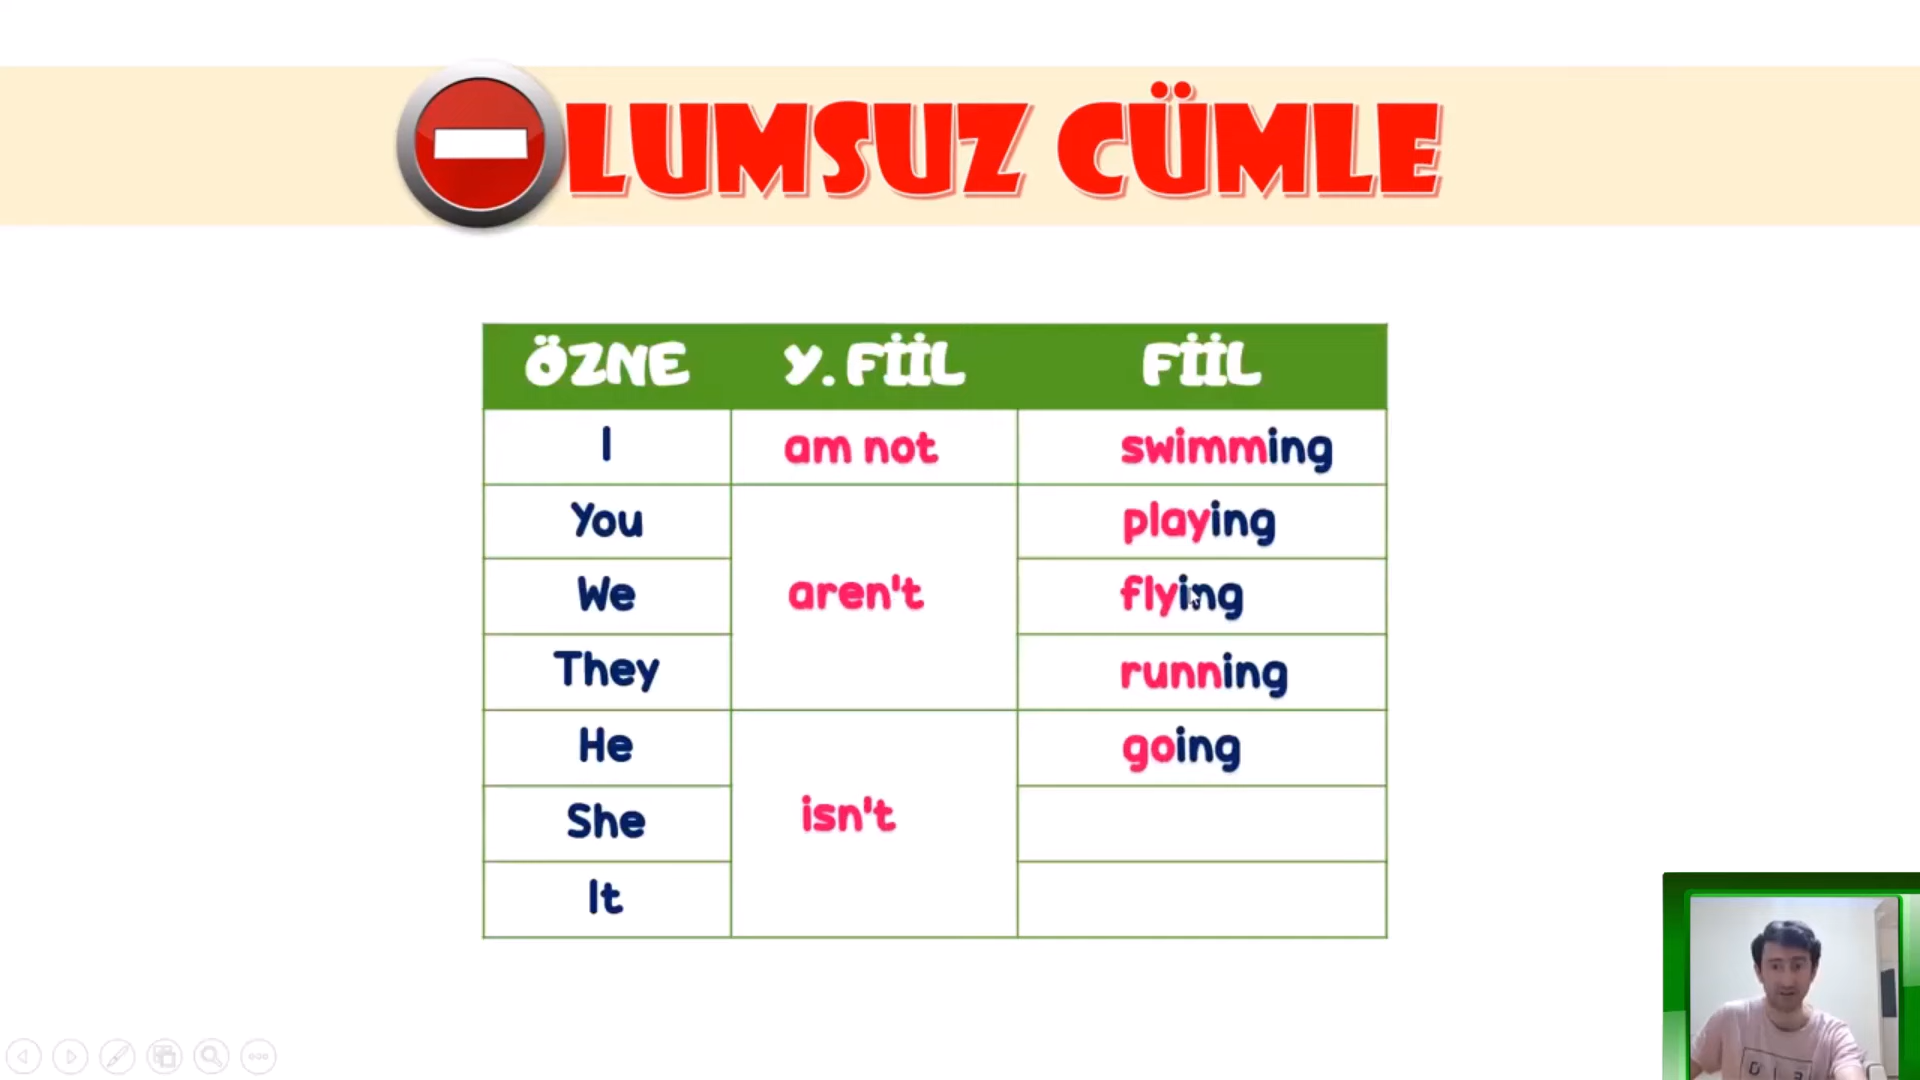 OLUMSUZ CÜMLE
ÖZNE Y. FİİL FİİL
I am not swimming
You playing
We aren't flying
They running
He going
She isn't
It